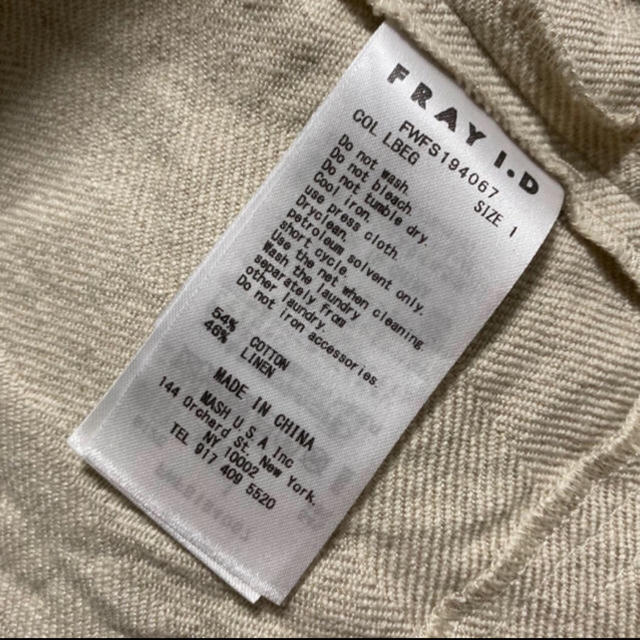 FRAY I.D
FWFS194067
COL LBEG SIZE 1
Do not wash.
Do not bleach.
Do not tumble dry.
Cool iron.
use press cloth.
Dryclean.
petroleum solvent only.
short cycle.
Use the net when cleaning
Wash the laundry
separately from
other laundry.
Do not iron accessories.
54% COTTON
46% LINEN
MADE IN CHINA
MASH U.S.A, Inc
144 Orchard St, New York,
NY 10002
TEL 917 409 5520